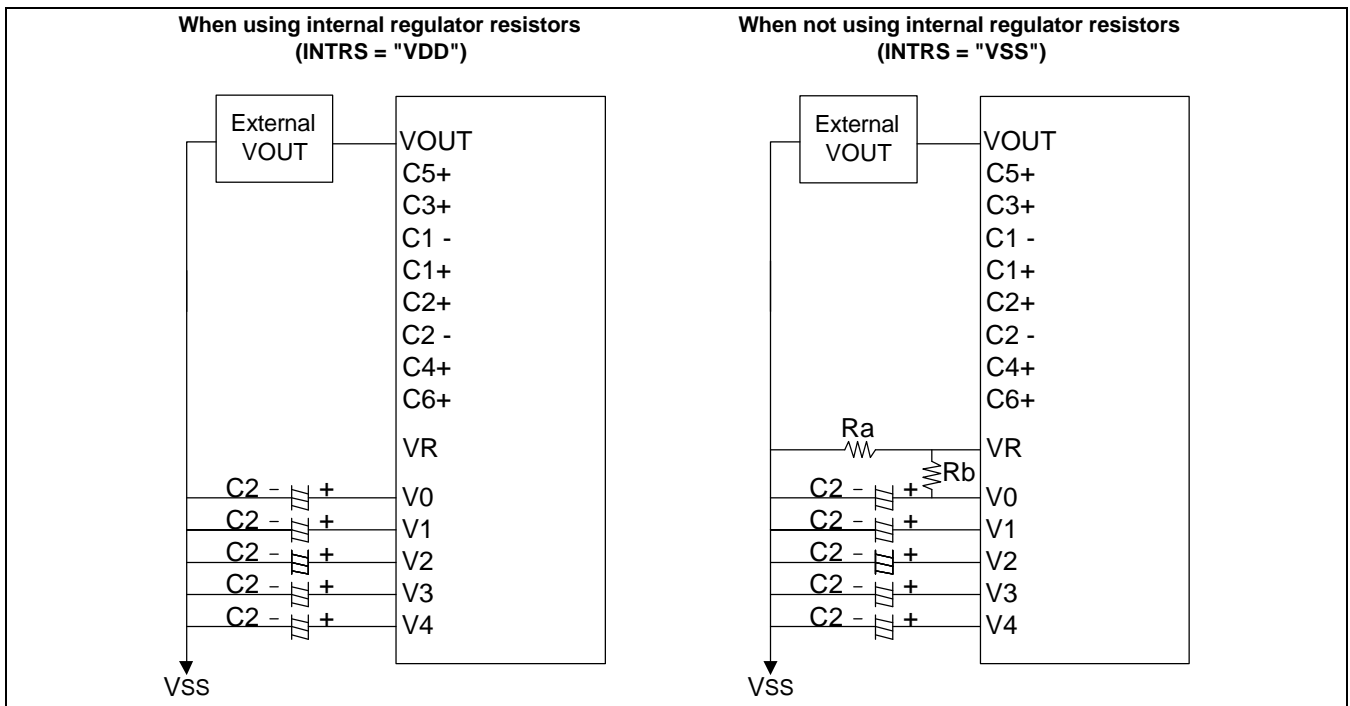 When using internal regulator resistors
(INTRS = "VDD")
External
VOUT
VOUT
C5+
C3+
C1 -
C1+
C2+
C2 -
C4+
C6+
VR
C2 - + V0
C2 - + V1
C2 - + V2
C2 - + V3
C2 - + V4
VSS
When not using internal regulator resistors
(INTRS = "VSS")
External
VOUT
VOUT
C5+
C3+
C1 -
C1+
C2+
C2 -
C4+
C6+
Ra
VR
Rb
C2 - + V0
C2 - + V1
C2 - + V2
C2 - + V3
C2 - + V4
VSS